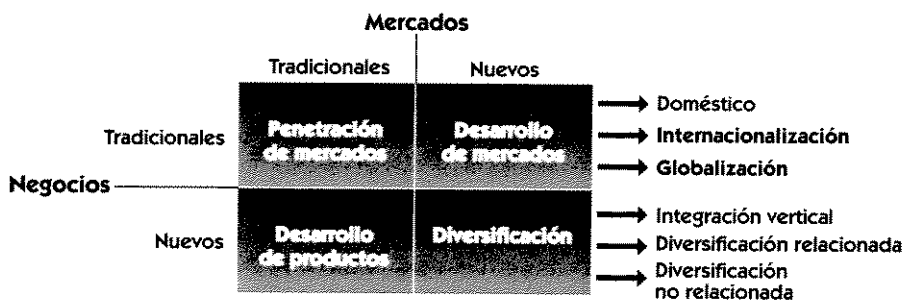 Mercados
Tradicionales
Nuevos
Tradicionales
Penetración
de mercados
Desarrollo
de mercados
Doméstico
Internacionalización
Globalización
Negocios
Nuevos
Desarrollo
de productos
Diversificación
Integración vertical
Diversificación relacionada
Diversificación
no relacionada